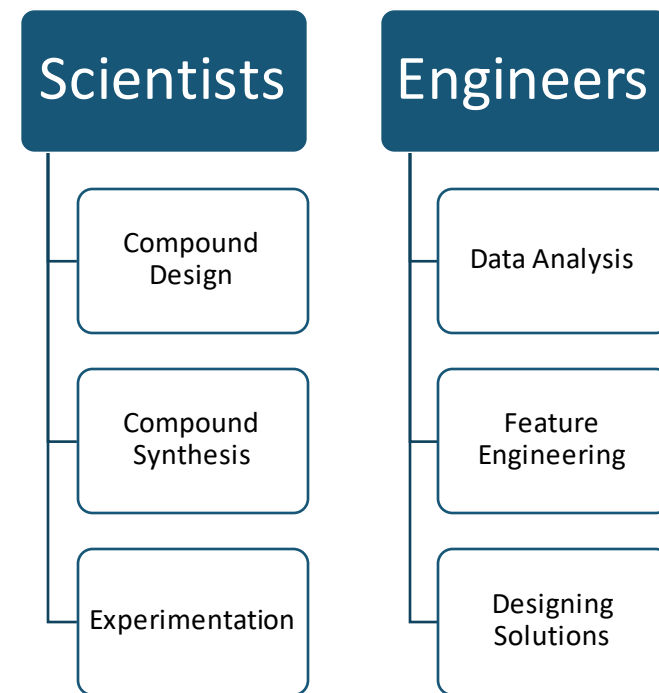 Scientists
Compound
Design
Compound
Synthesis
Experimentation
Engineers
Data Analysis
Feature
Engineering
Designing
Solutions